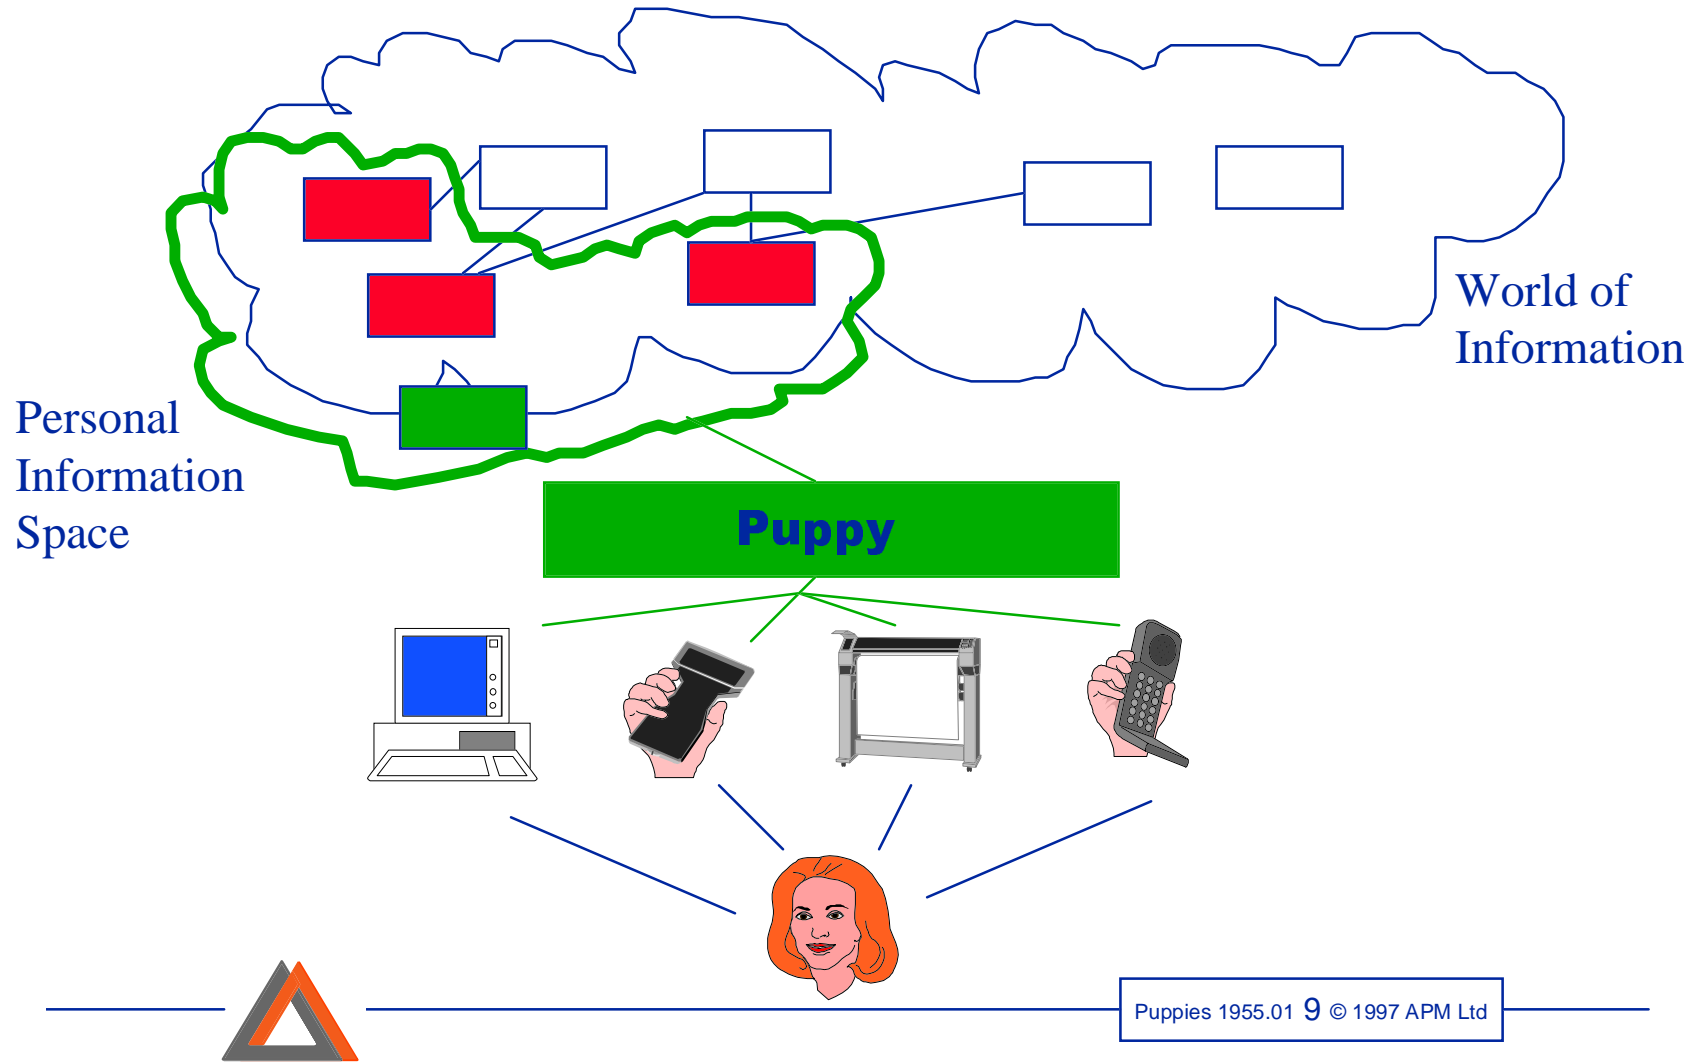 World of
Information
Personal
Information
Space
Puppy
Puppies 1955.01 9 © 1997 APM Ltd